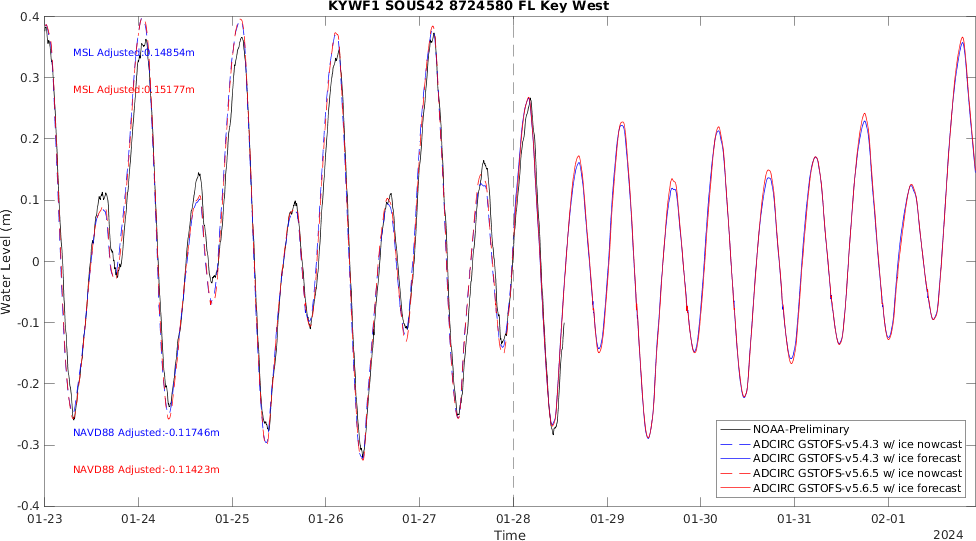 KYWF1 SOUS42 8724580 FL Key West
0.4
0.3
0.2
0.1
0
-0.1
-0.2
-0.3
-0.4
Water Level (m)
MSL Adjusted:0.14854m
MSL Adjusted:0.15177m
NAVD88 Adjusted:-0.11746m
NAVD88 Adjusted:-0.11423m
NOAA-Preliminary
ADCIRC GSTOFS-v5.4.3 w/ ice nowcast
ADCIRC GSTOFS-v5.4.3 w/ ice forecast
ADCIRC GSTOFS-v5.6.5 w/ ice nowcast
ADCIRC GSTOFS-v5.6.5 w/ ice forecast
01-23 01-24 01-25 01-26 01-27 01-28 01-29 01-30 01-31 02-01
Time
2024